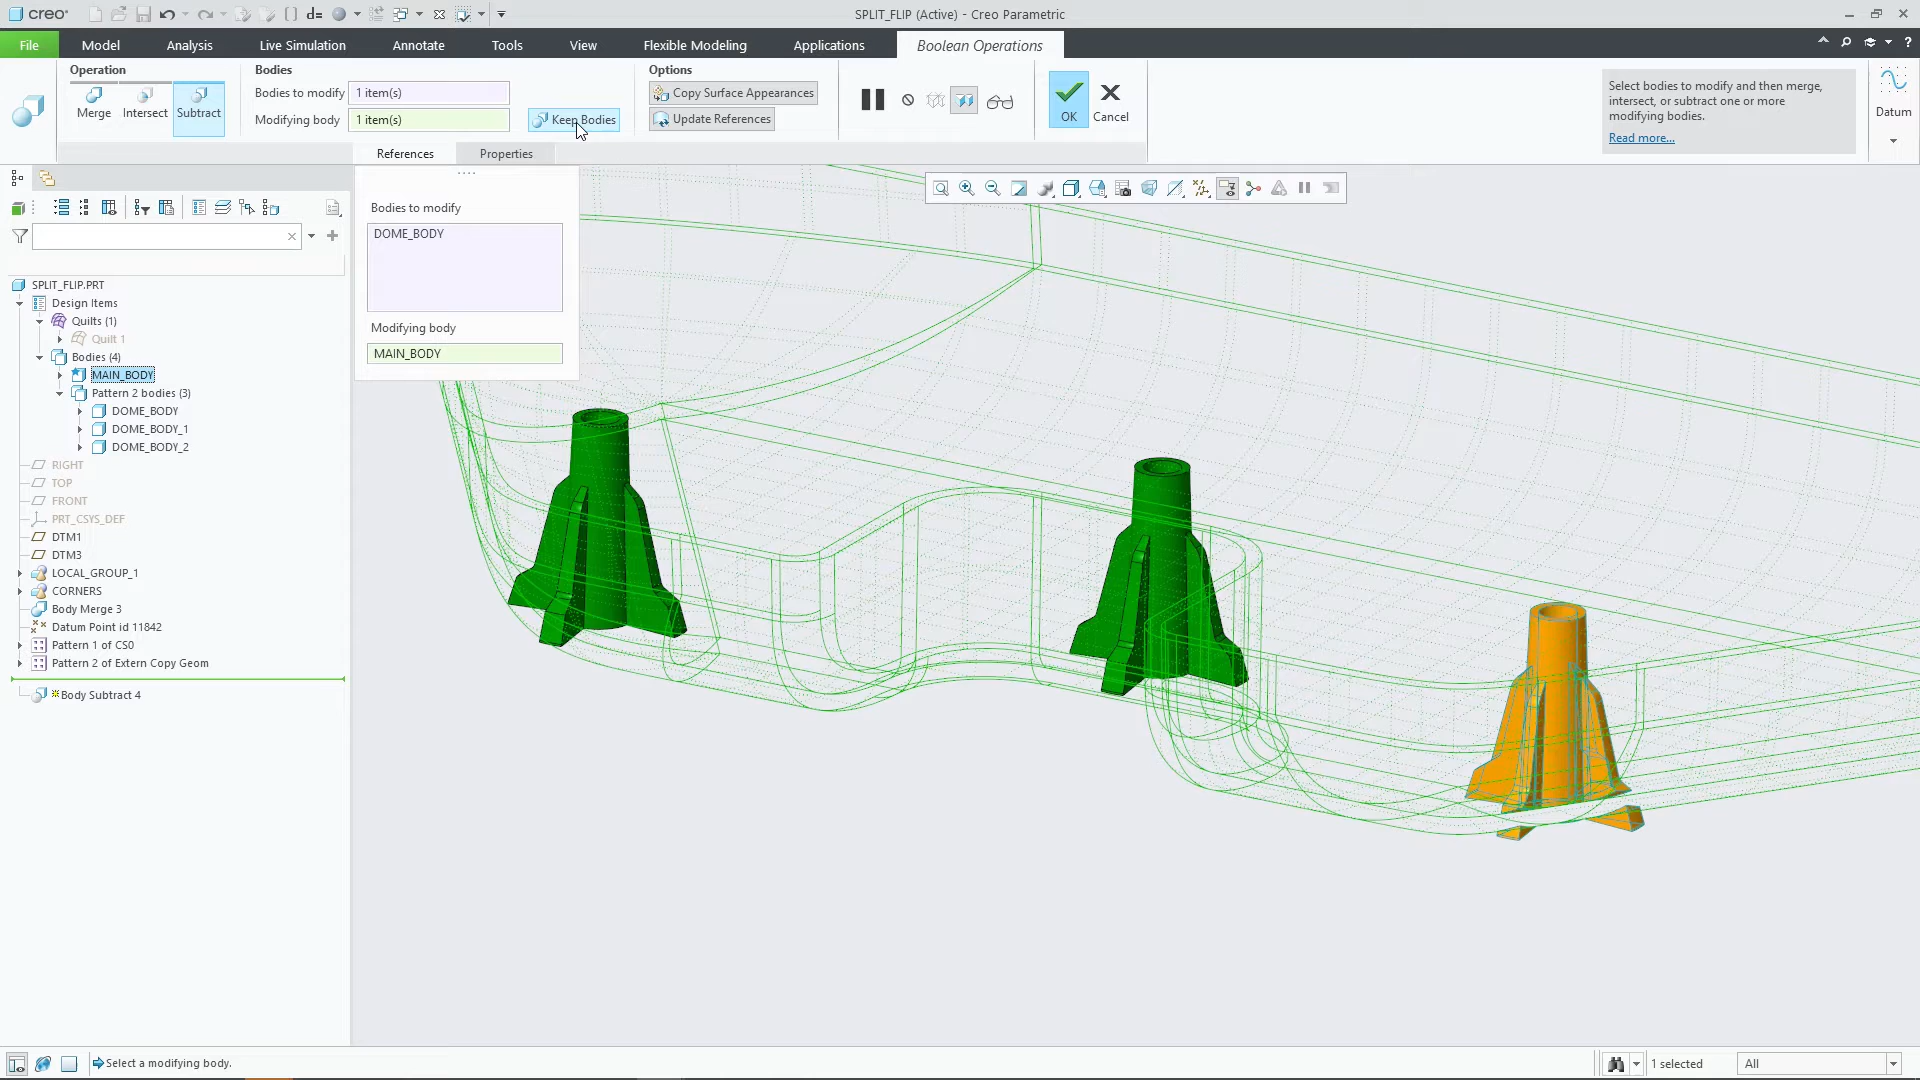 creo
d=
SPLIT_FLIP (Active) - Creo Parametric
File
Model
Analysis
Live Simulation
Annotate
Tools
View
Flexible Modeling
Applications
Boolean Operations
?
Operation
Merge
Intersect
Subtract
Bodies
Bodies to modify
1 item(s)
Modifying body
1 item(s)
Keep Bodies
Options
Copy Surface Appearances
Update References
OK
Cancel
Select bodies to modify and then merge,
intersect, or subtract one or more
modifying bodies.
Read more...
Datum
References
Properties
Bodies to modify
DOME_BODY
Modifying body
MAIN_BODY
SPLIT_FLIP.PRT
Design Items
Quilts (1)
Quilt 1
Bodies (4)
MAIN_BODY
Pattern 2 bodies (3)
DOME_BODY
DOME_BODY_1
DOME_BODY_2
RIGHT
TOP
FRONT
PRT_CSYS_DEF
DTM1
DTM3
LOCAL_GROUP_1
CORNERS
Body Merge 3
Datum Point id 11842
Pattern 1 of CS0
Pattern 2 of Extern Copy Geom
Body Subtract 4
Select a modifying body.
1 selected
All